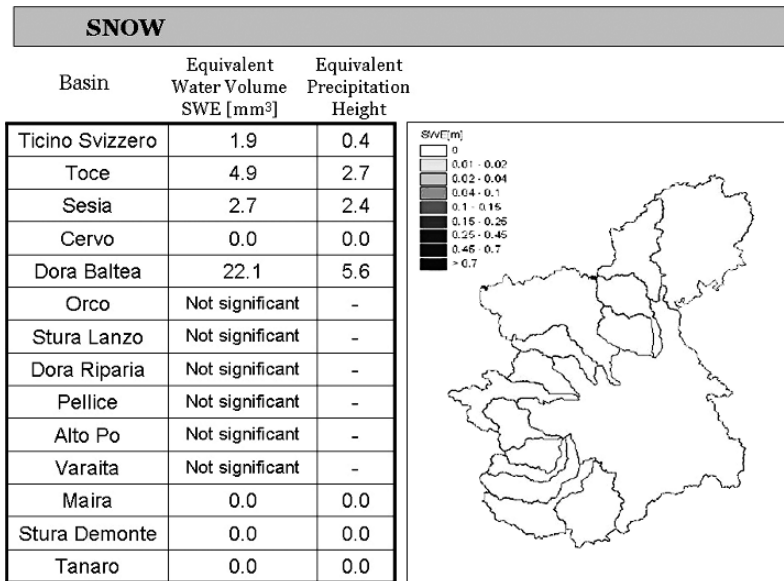 SNOW
Basin
Equivalent
Water Volume
SWE [mm³]
Equivalent
Precipitation
Height
Ticino Svizzero 1.9 0.4
Toce 4.9 2.7
Sesia 2.7 2.4
Cervo 0.0 0.0
Dora Baltea 22.1 5.6
Orco Not significant -
Stura Lanzo Not significant -
Dora Riparia Not significant -
Pellice Not significant -
Alto Po Not significant -
Varaita Not significant -
Maira 0.0 0.0
Stura Demonte 0.0 0.0
Tanaro 0.0 0.0
SWE[m]
0
0.01 - 0.02
0.02 - 0.04
0.04 - 0.1
0.1 - 0.15
0.15 - 0.25
0.25 - 0.45
0.45 - 0.7
> 0.7